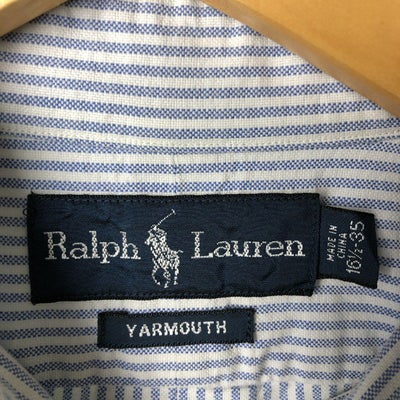 Ralph Lauren
MADE IN
CHINA
16½-35
YARMOUTH